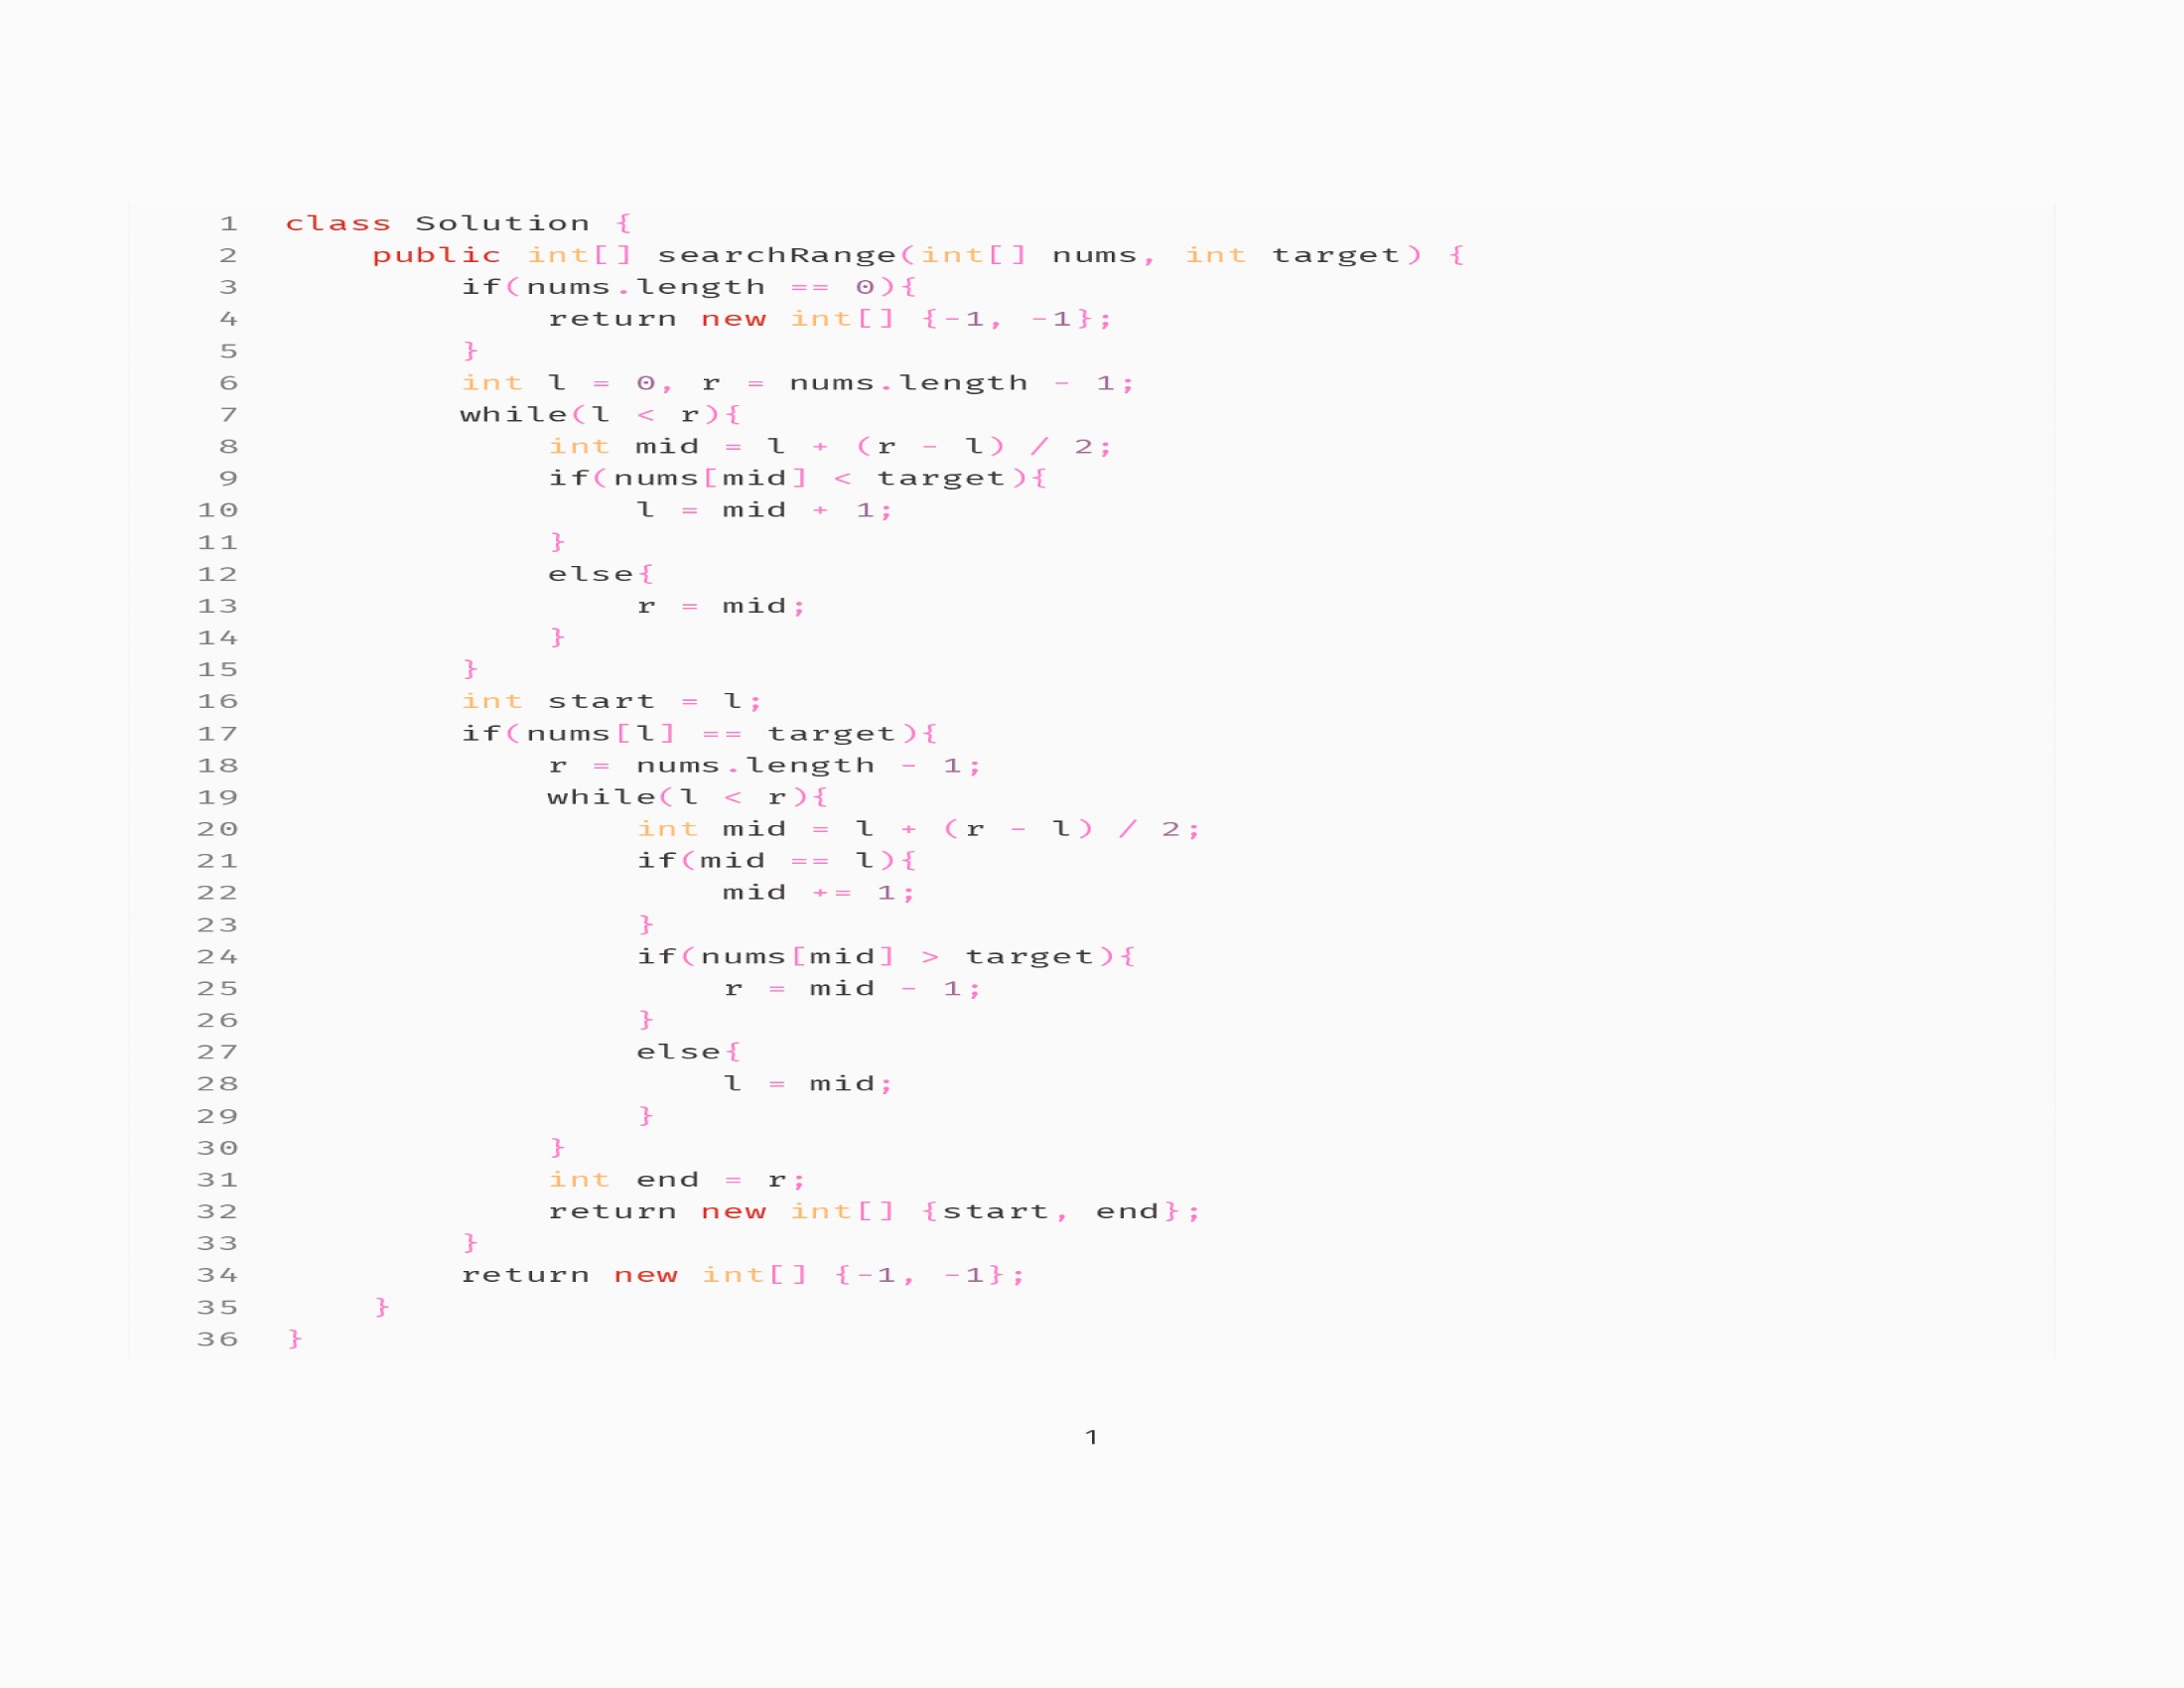 1 class Solution {
2 public int[] searchRange(int[] nums, int target) {
3 if(nums.length == 0){
4 return new int[] {-1, -1};
5 }
6 int l = 0, r = nums.length - 1;
7 while(l < r){
8 int mid = l + (r - l) / 2;
9 if(nums[mid] < target){
10 l = mid + 1;
11 }
12 else{
13 r = mid;
14 }
15 }
16 int start = l;
17 if(nums[l] == target){
18 r = nums.length - 1;
19 while(l < r){
20 int mid = l + (r - l) / 2;
21 if(mid == l){
22 mid += 1;
23 }
24 if(nums[mid] > target){
25 r = mid - 1;
26 }
27 else{
28 l = mid;
29 }
30 }
31 int end = r;
32 return new int[] {start, end};
33 }
34 return new int[] {-1, -1};
35 }
36 }
1